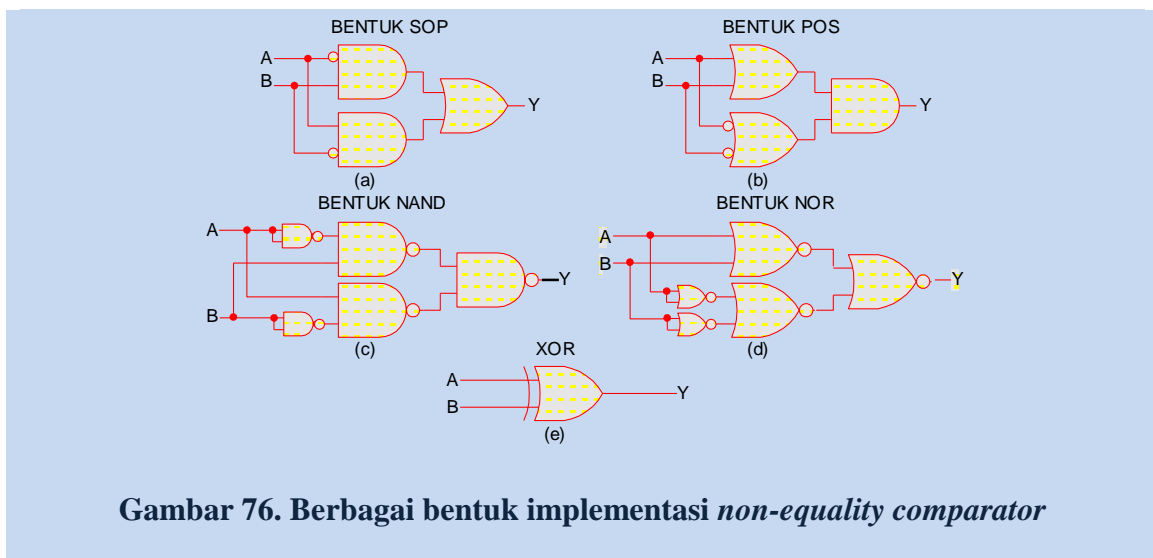 BENTUK SOP
A
B
Y
(a)
BENTUK POS
A
B
Y
(b)
BENTUK NAND
A
B
Y
(c)
BENTUK NOR
A
B
Y
(d)
XOR
A
B
Y
(e)
Gambar 76. Berbagai bentuk implementasi non-equality comparator